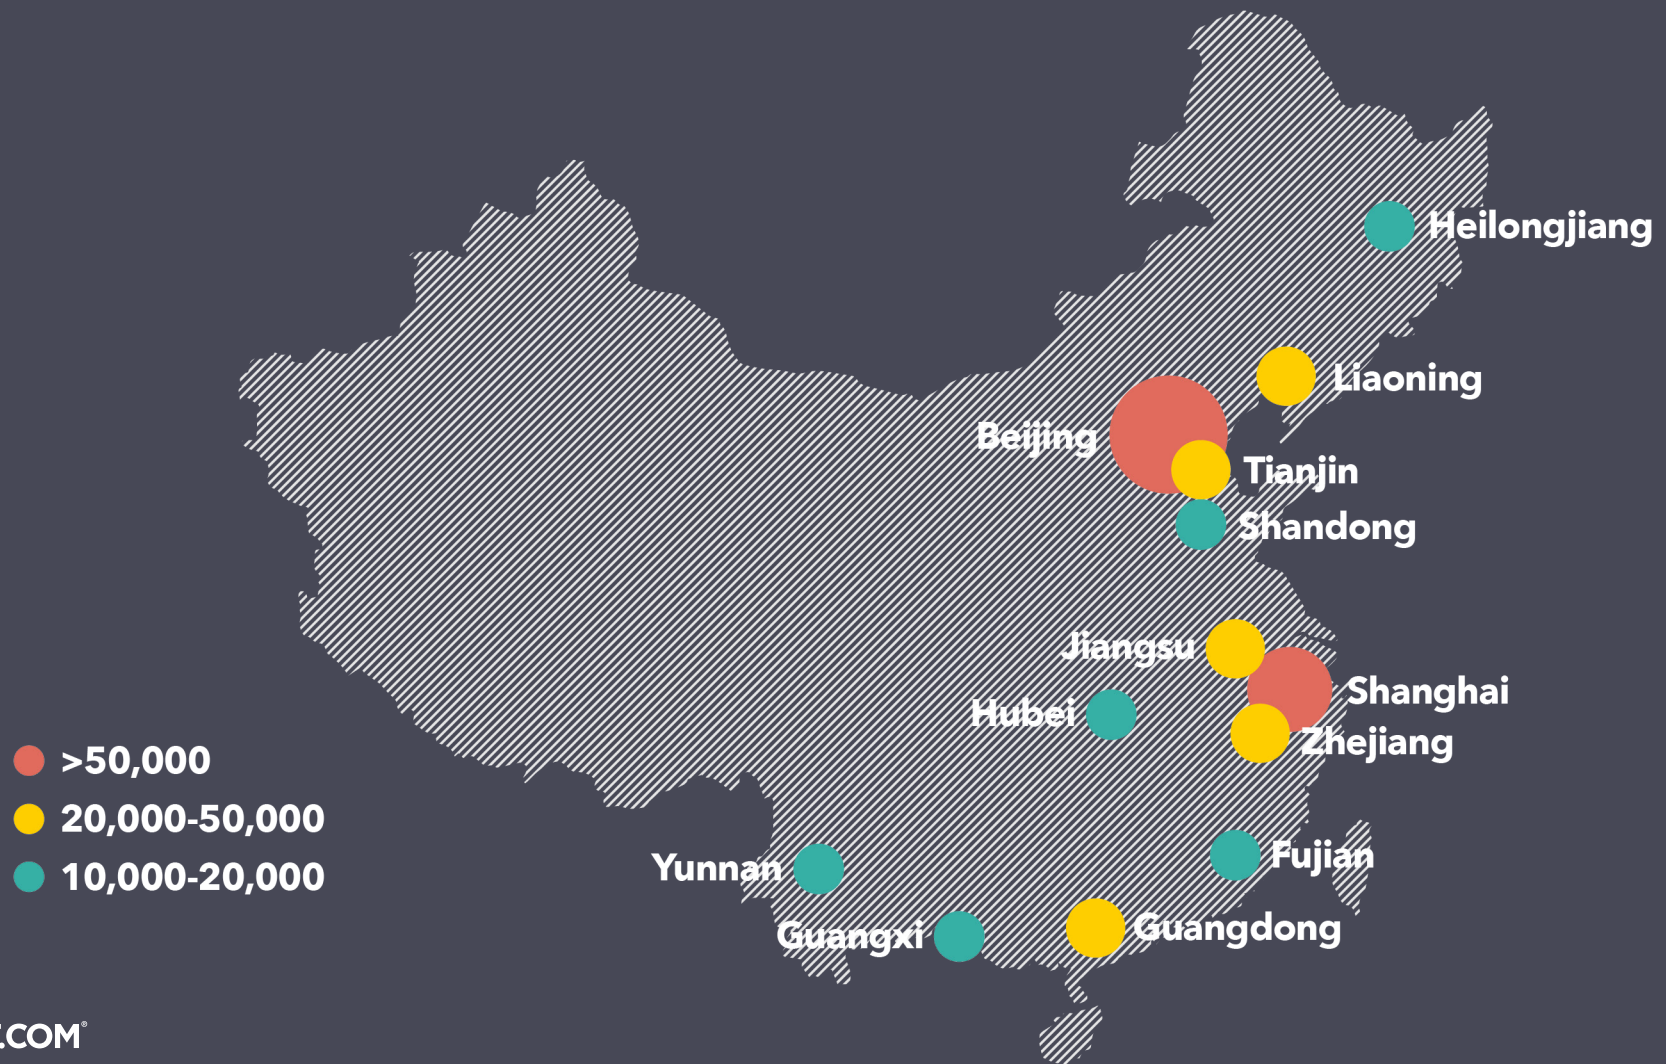 Heilongjiang
Liaoning
Beijing
Tianjin
Shandong
Jiangsu
Shanghai
Hubei
Zhejiang
>50,000
20,000-50,000
10,000-20,000
Fujian
Yunnan
Guangdong
Guangxi
.COM®